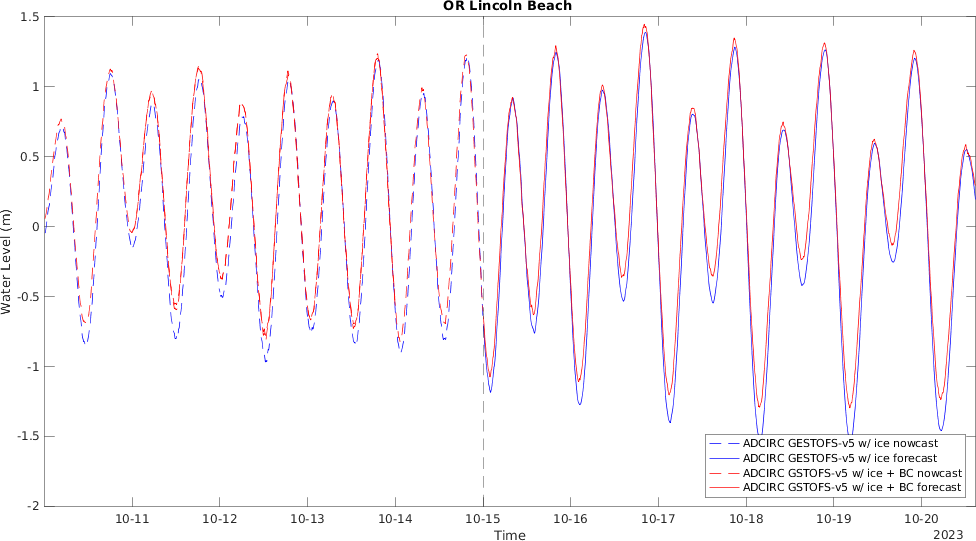 OR Lincoln Beach
1.5
1
0.5
0
-0.5
-1
-1.5
-2
Water Level (m)
10-11
10-12
10-13
10-14
10-15
10-16
10-17
10-18
10-19
10-20
Time
2023
ADCIRC GESTOFS-v5 w/ ice nowcast
ADCIRC GESTOFS-v5 w/ ice forecast
ADCIRC GSTOFS-v5 w/ ice + BC nowcast
ADCIRC GSTOFS-v5 w/ ice + BC forecast